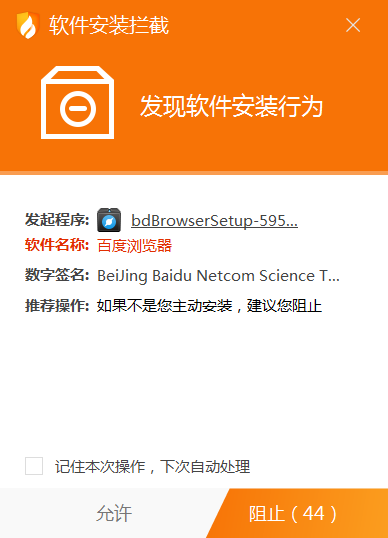 软件安装拦截
发现软件安装行为
发起程序: bdBrowserSetup-595...
软件名称: 百度浏览器
数字签名: BeiJing Baidu Netcom Science T...
推荐操作: 如果不是您主动安装，建议您阻止
记住本次操作，下次自动处理
允许 阻止（44）